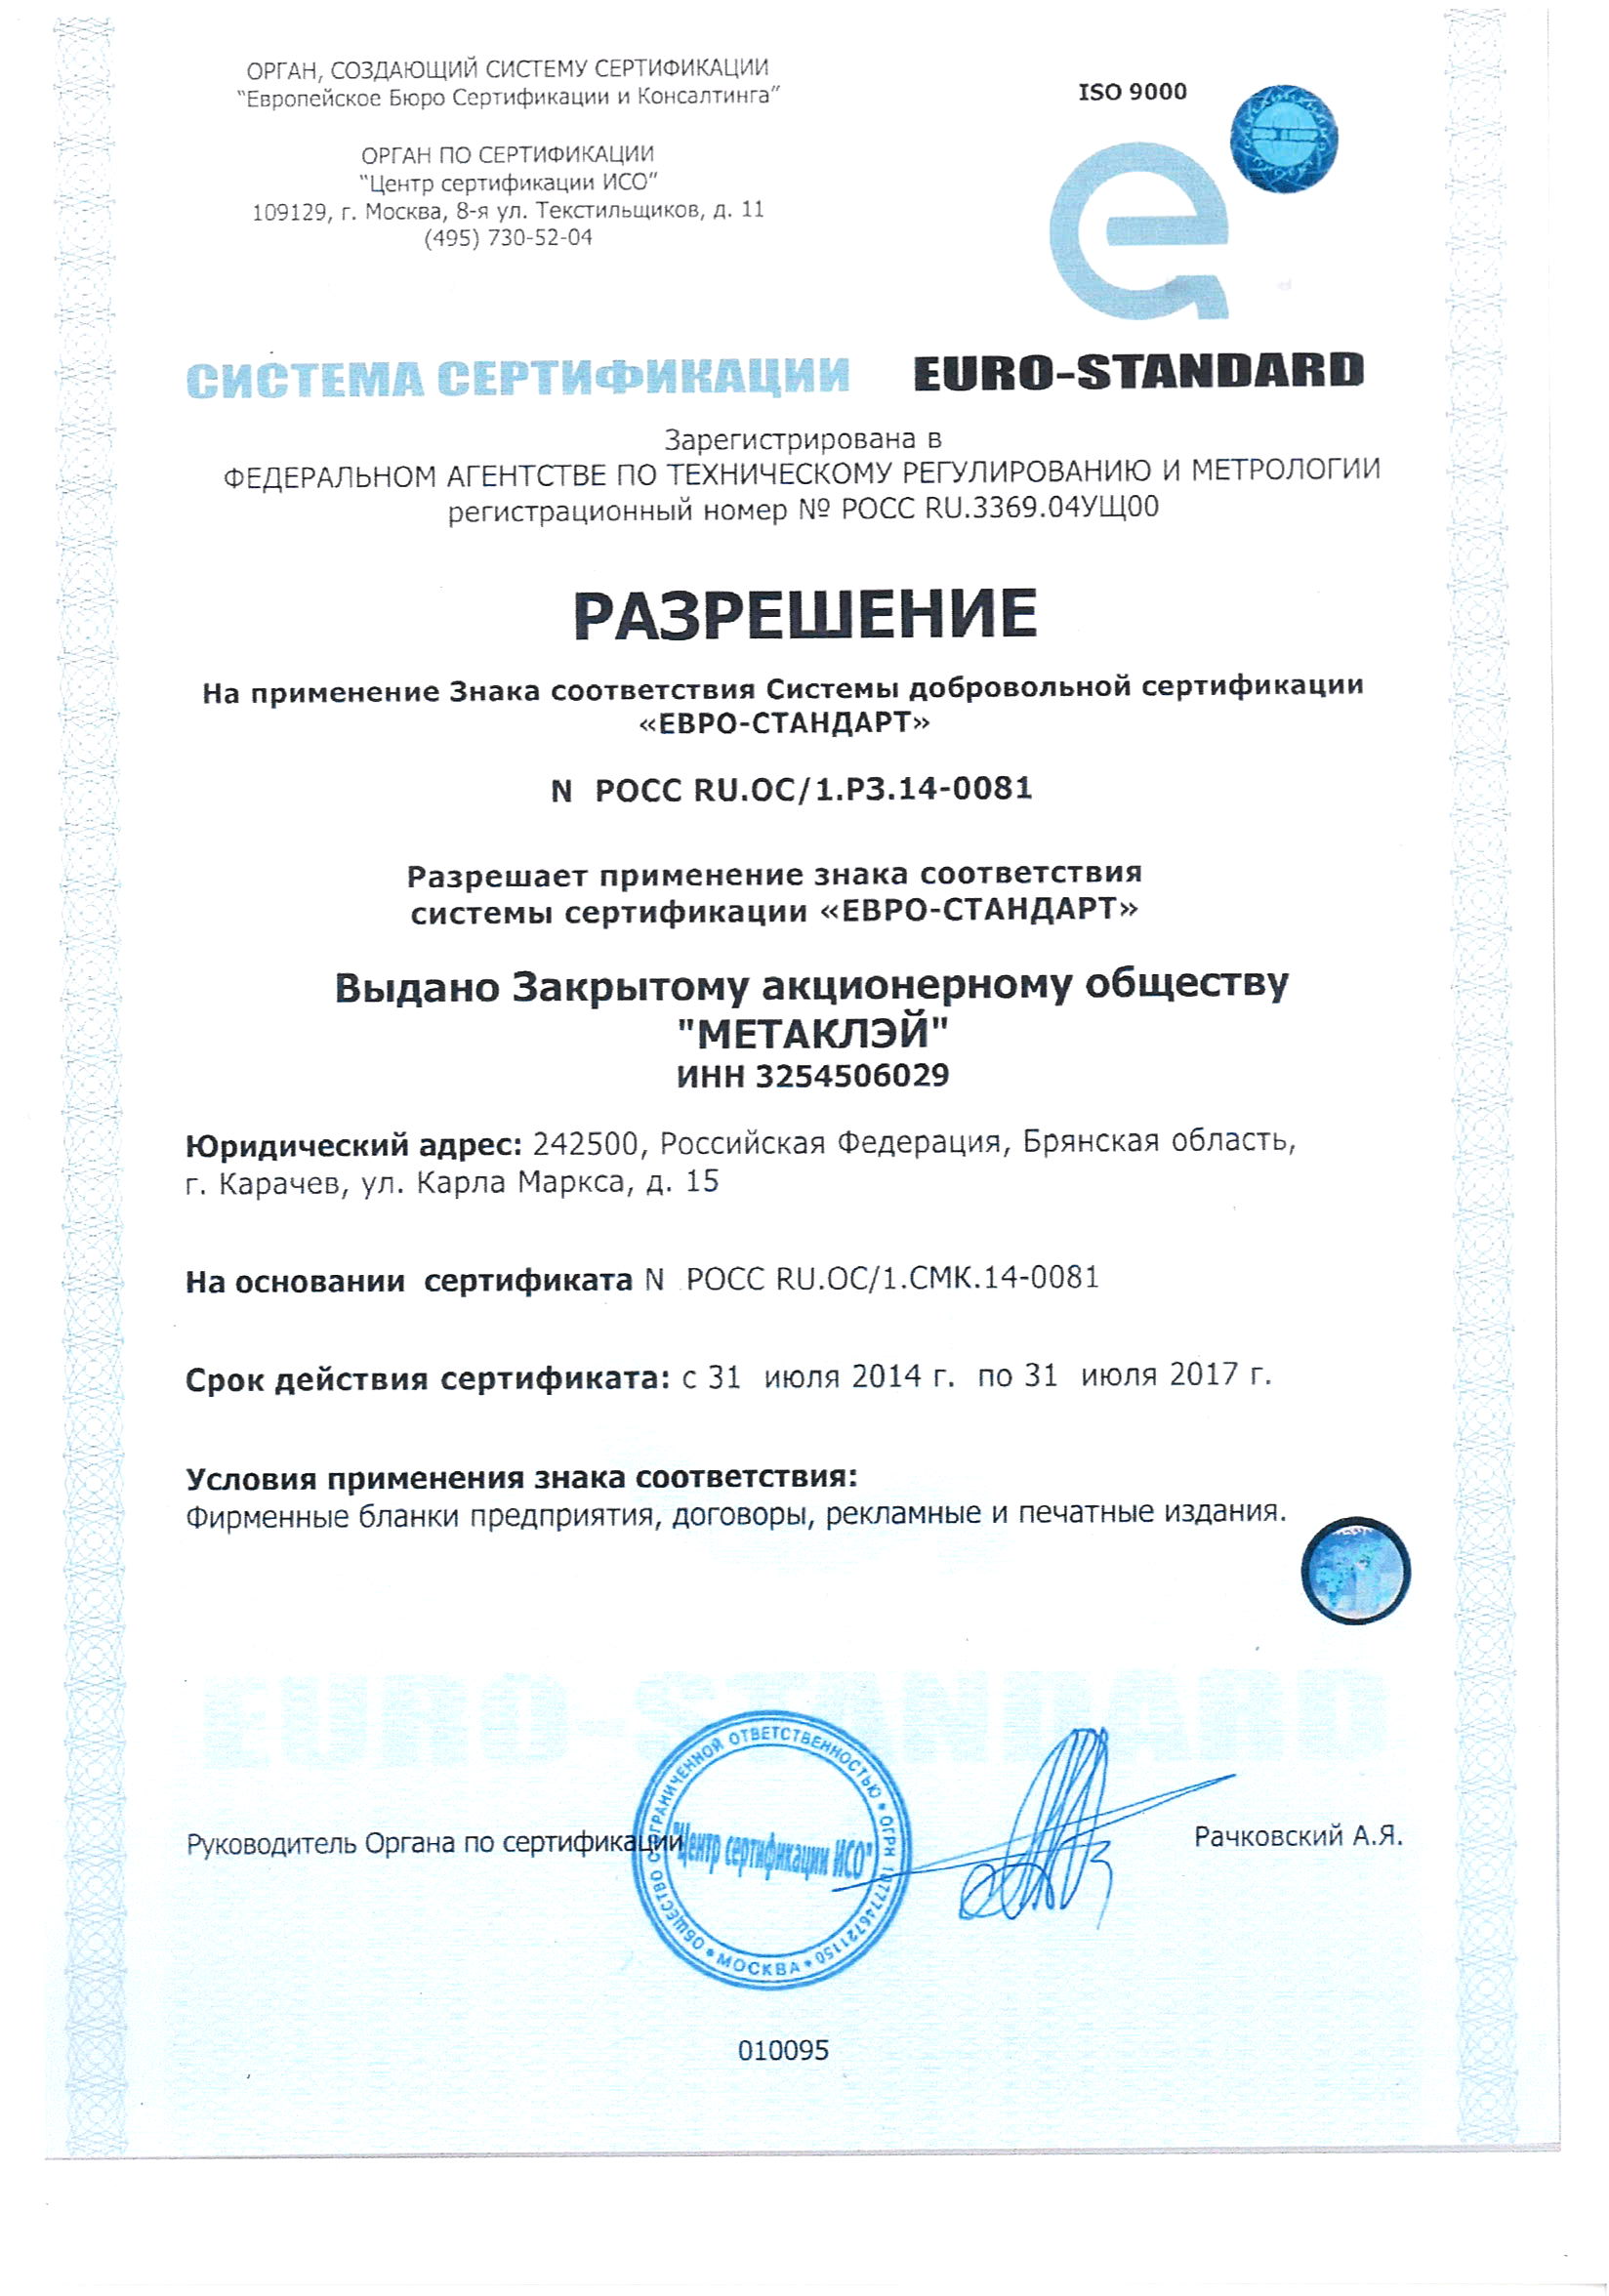 ОРГАН, СОЗДАЮЩИЙ СИСТЕМУ СЕРТИФИКАЦИИ
"Европейское Бюро Сертификации и Консалтинга"
ОРГАН ПО СЕРТИФИКАЦИИ
"Центр сертификации ИСО"
109129, г. Москва, 8-я ул. Текстильщиков, д. 11
(495) 730-52-04
ISO 9000
СИСТЕМА СЕРТИФИКАЦИИ EURO-STANDARD
Зарегистрирована в
ФЕДЕРАЛЬНОМ АГЕНТСТВЕ ПО ТЕХНИЧЕСКОМУ РЕГУЛИРОВАНИЮ И МЕТРОЛОГИИ
регистрационный номер № РОСС RU.3369.04УЩ00
РАЗРЕШЕНИЕ
На применение Знака соответствия Системы добровольной сертификации
«ЕВРО-СТАНДАРТ»
N РОСС RU.ОС/1.РЗ.14-0081
Разрешает применение знака соответствия
системы сертификации «ЕВРО-СТАНДАРТ»
Выдано Закрытому акционерному обществу
"МЕТАКЛЭЙ"
ИНН 3254506029
Юридический адрес: 242500, Российская Федерация, Брянская область,
г. Карачев, ул. Карла Маркса, д. 15
На основании сертификата N РОСС RU.ОС/1.СМК.14-0081
Срок действия сертификата: с 31 июля 2014 г. по 31 июля 2017 г.
Условия применения знака соответствия:
Фирменные бланки предприятия, договоры, рекламные и печатные издания.
EURO-STANDARD
Руководитель Органа по сертификации
ОБЩЕСТВО С ОГРАНИЧЕННОЙ ОТВЕТСТВЕННОСТЬЮ • ОГРН 1077746721150 • МОСКВА •
"Центр сертификации ИСО"
Рачковский А.Я.
010095